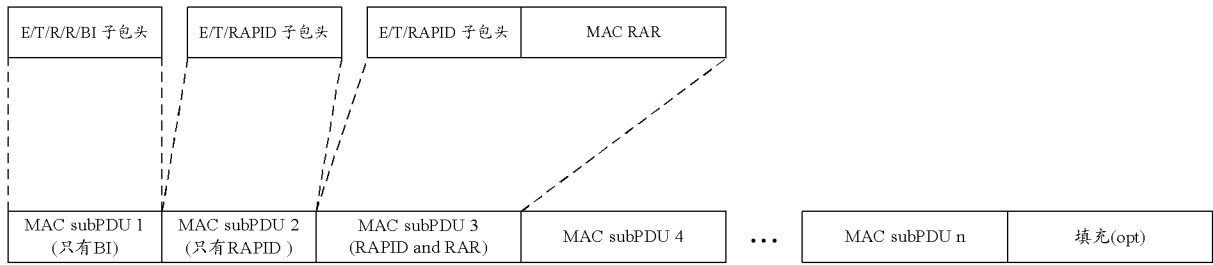 E/T/R/R/BI 子包头
E/T/RAPID 子包头
E/T/RAPID 子包头
MAC RAR
MAC subPDU 1
(只有BI)
MAC subPDU 2
(只有RAPID )
MAC subPDU 3
(RAPID and RAR)
MAC subPDU 4
...
MAC subPDU n
填充(opt)